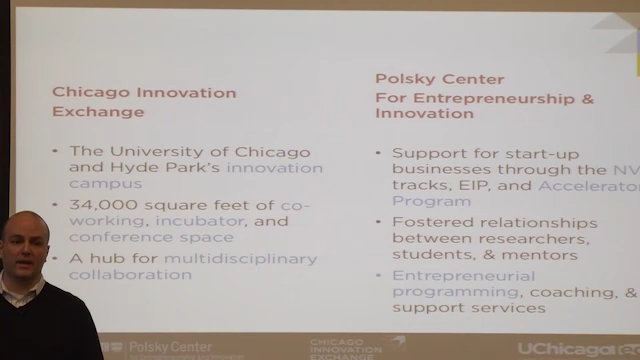 Chicago Innovation
Exchange
• The University of Chicago
and Hyde Park's innovation
campus
• 34,000 square feet of co-
working, incubator, and
conference space
• A hub for multidisciplinary
collaboration
Polsky Center
For Entrepreneurship &
Innovation
• Support for start-up
businesses through the NV
tracks, EIP, and Accelerato
Program
• Fostered relationships
between researchers,
students, & mentors
• Entrepreneurial
programming, coaching, &
support services
Polsky Center
CHICAGO
INNOVATION
EXCHANGE
UChicago